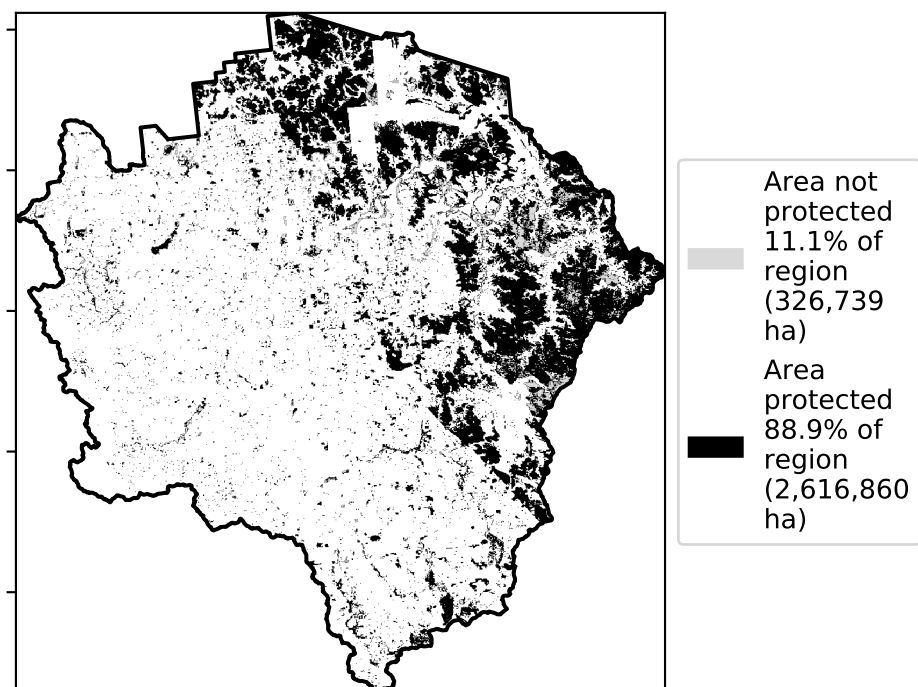 Area not
protected
11.1% of
region
(326,739
ha)
Area
protected
88.9% of
region
(2,616,860
ha)